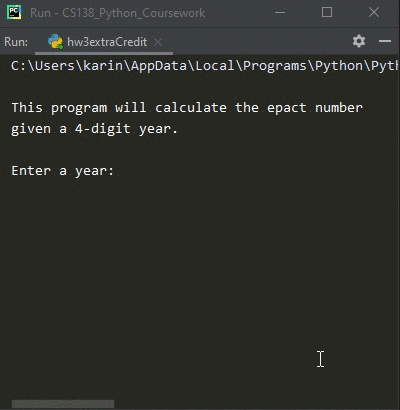 PC
Run - CS138_Python_Coursework
Run: hw3extraCredit
C:\Users\karin\AppData\Local\Programs\Python\Pyth
This program will calculate the epact number
given a 4-digit year.
Enter a year: